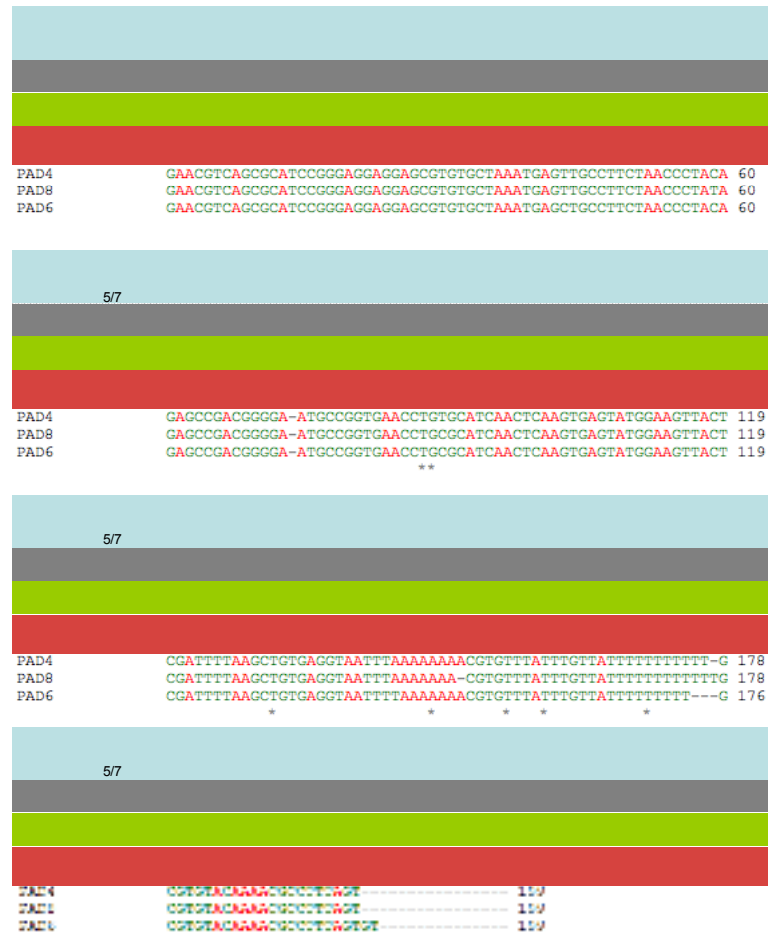 PAD4 GAACGTCAGCGCATCCGGGAGGAGGAGCGTGTGCTAAATGAGTTGCCTTCTAACCCTACA 60
PAD8 GAACGTCAGCGCATCCGGGAGGAGGAGCGTGTGCTAAATGAGTTGCCTTCTAACCCTATA 60
PAD6 GAACGTCAGCGCATCCGGGAGGAGGAGCGTGTGCTAAATGAGCTGCCTTCTAACCCTACA 60
5/7
PAD4 GAGCCGACGGGGA-ATGCCGGTGAACCTGTGCATCAACTCAAGTGAGTATGGAAGTTACT 119
PAD8 GAGCCGACGGGGA-ATGCCGGTGAACCTGCGCATCAACTCAAGTGAGTATGGAAGTTACT 119
PAD6 GAGCCGACGGGGA-ATGCCGGTGAACCTGCGCATCAACTCAAGTGAGTATGGAAGTTACT 119
**
5/7
PAD4 CGATTTTAAGCTGTGAGGTAATTTAAAAAAAACGTGTTTATTTGTTATTTTTTTTTTT-G 178
PAD8 CGATTTTAAGCTGTGAGGTAATTTAAAAAAA-CGTGTTTATTTGTTATTTTTTTTTTTTG 178
PAD6 CGATTTTAAGCTGTGAGGTAATTTTAAAAAAACGTGTTTATTTGTTATTTTTTTTT---G 176
* * * * *
5/7